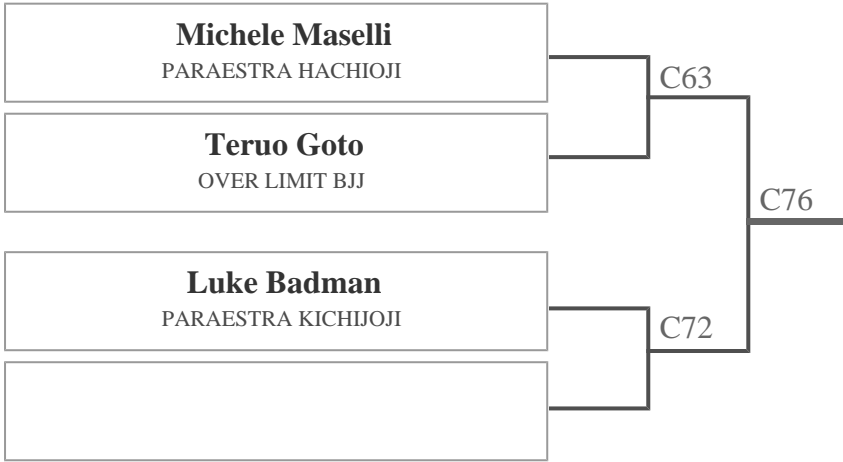 Michele Maselli
PARAESTRA HACHIOJI
C63
Teruo Goto
OVER LIMIT BJJ
C76
Luke Badman
PARAESTRA KICHIJOJI
C72